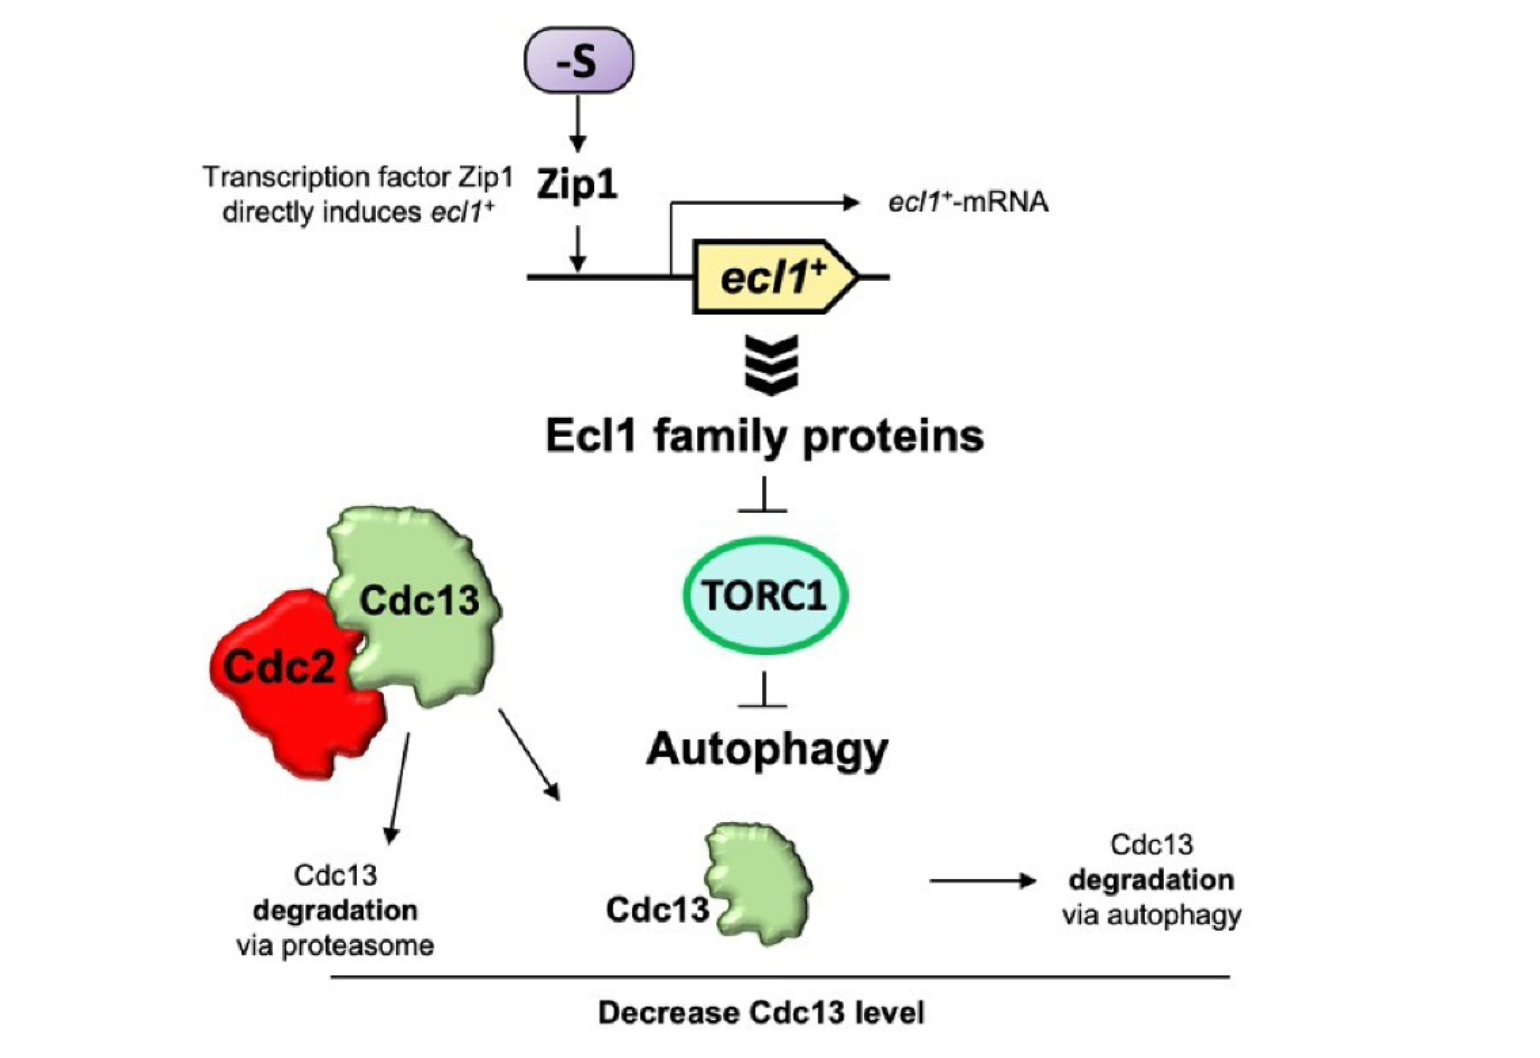 -S
Transcription factor Zip1
directly induces ecl1⁺
Zip1
ecl1⁺-mRNA
ecl1⁺
Ecl1 family proteins
TORC1
Autophagy
Cdc13
Cdc2
Cdc13
degradation
via proteasome
Cdc13
Cdc13
degradation
via autophagy
Decrease Cdc13 level